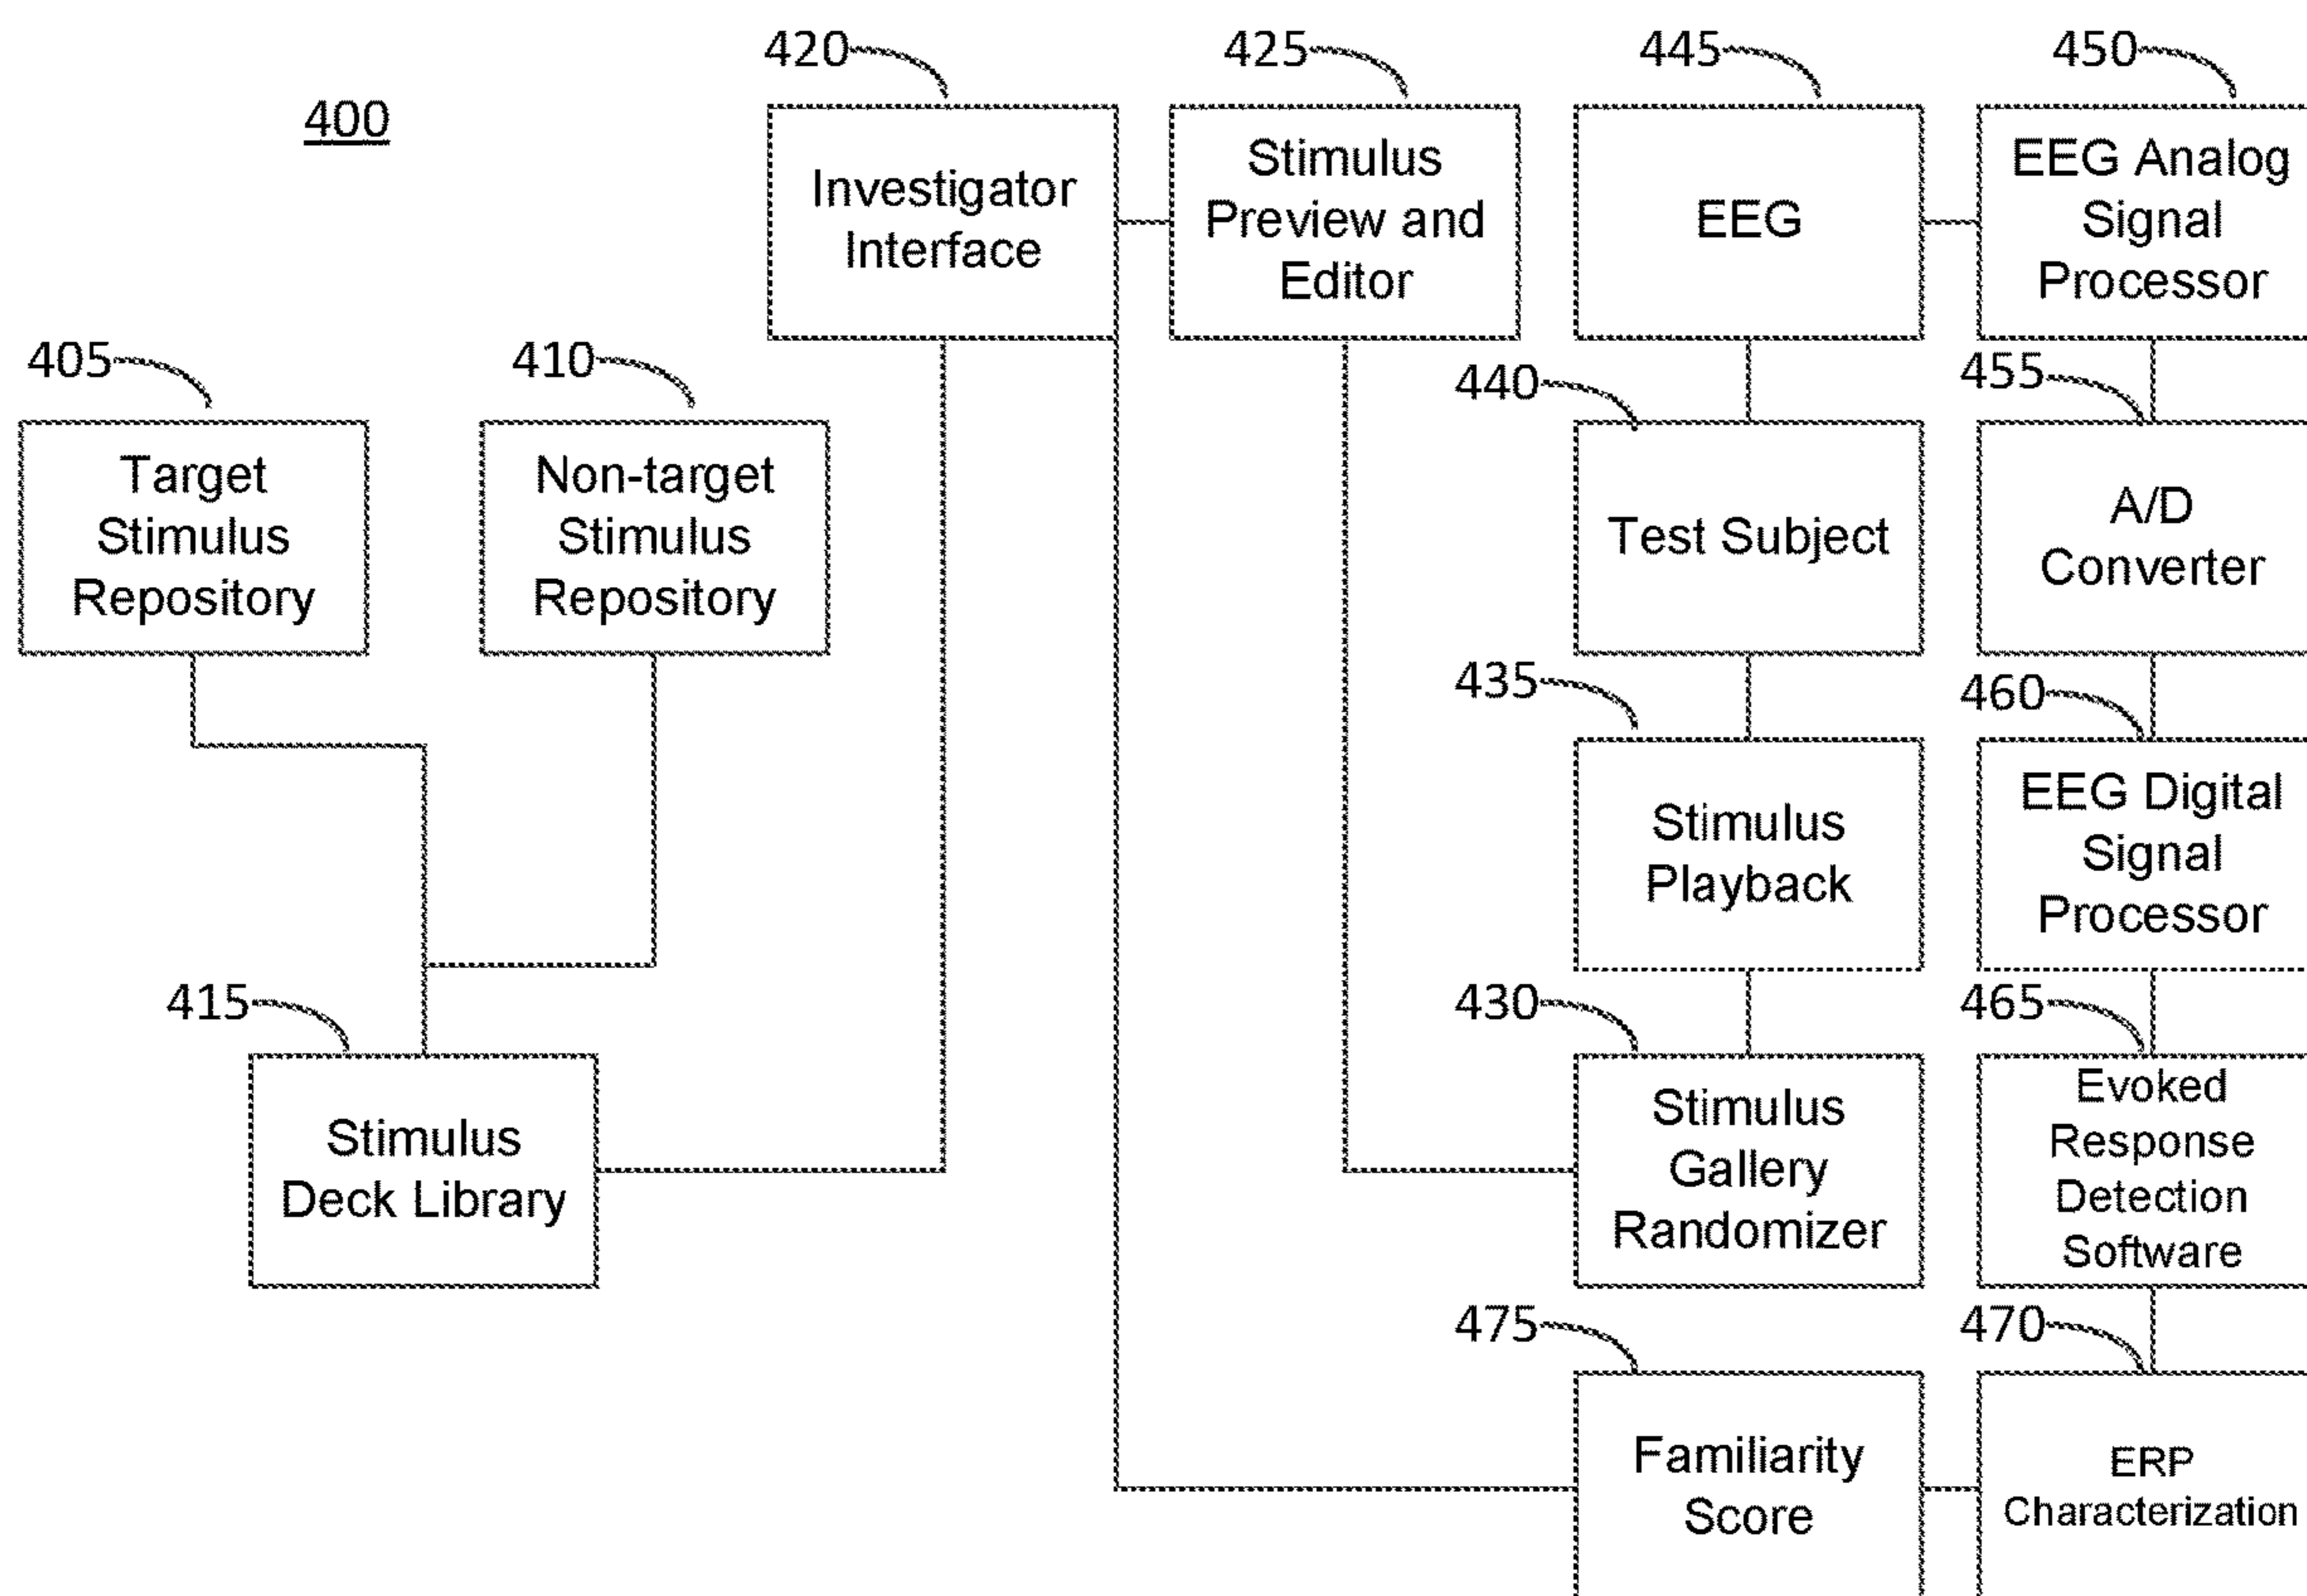 400
420
Investigator
Interface
425
Stimulus
Preview and
Editor
445
EEG
450
EEG Analog
Signal
Processor
405
Target
Stimulus
Repository
410
Non-target
Stimulus
Repository
440
Test Subject
455
A/D
Converter
435
Stimulus
Playback
460
EEG Digital
Signal
Processor
415
Stimulus
Deck Library
430
Stimulus
Gallery
Randomizer
465
Evoked
Response
Detection
Software
475
Familiarity
Score
470
ERP
Characterization